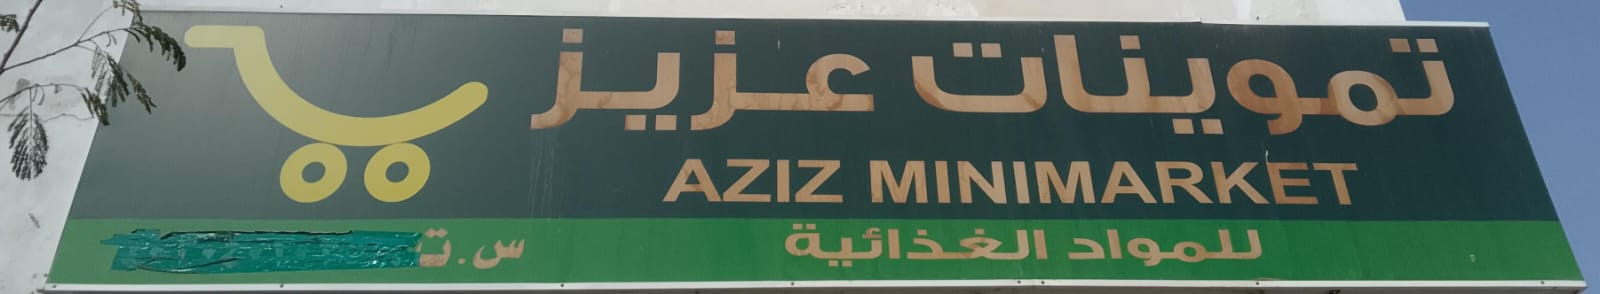 تموينات عزيز
AZIZ MINIMARKET
للمواد الغذائية
س.ت